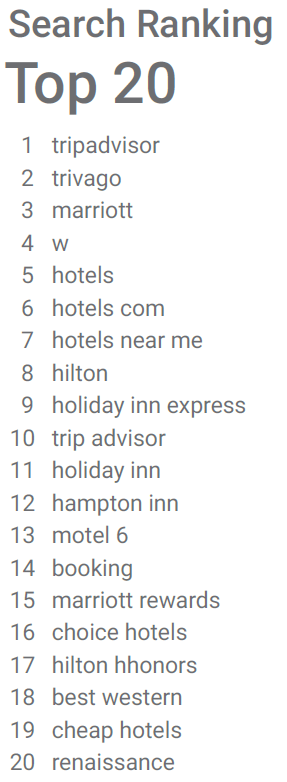 Search Ranking
Top 20
1 tripadvisor
2 trivago
3 marriott
4 w
5 hotels
6 hotels com
7 hotels near me
8 hilton
9 holiday inn express
10 trip advisor
11 holiday inn
12 hampton inn
13 motel 6
14 booking
15 marriott rewards
16 choice hotels
17 hilton hhonors
18 best western
19 cheap hotels
20 renaissance